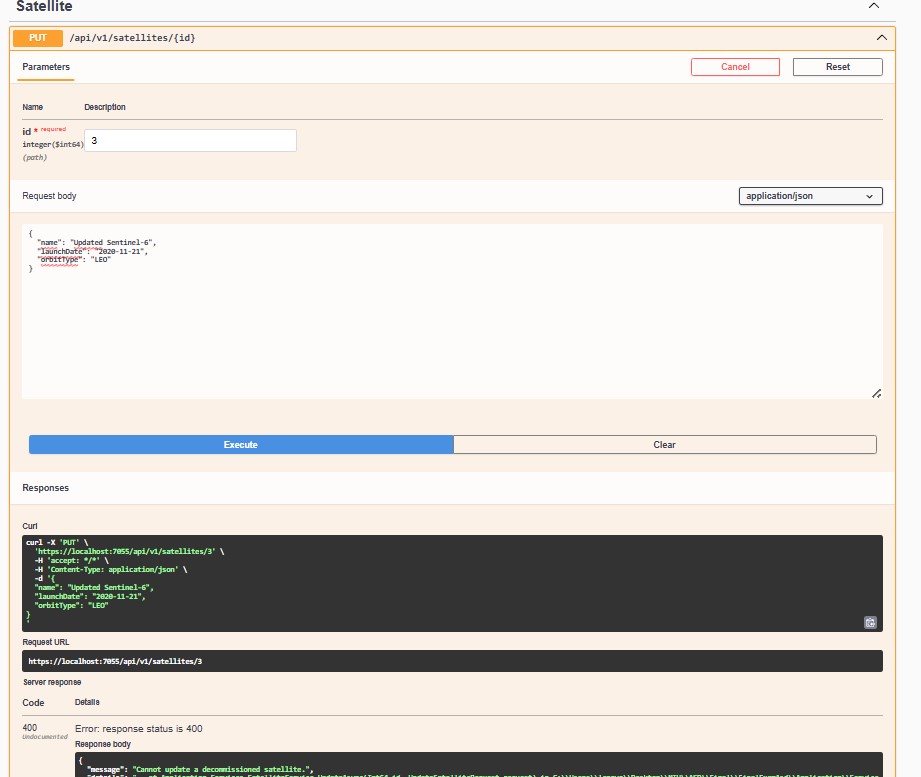 Satellite
PUT /api/v1/satellites/{id}
Parameters
Cancel
Reset
Name Description
id * required
integer($int64)
(path)
3
Request body
application/json
{
"name": "Updated Sentinel-6",
"launchDate": "2020-11-21",
"orbitType": "LEO"
}
Execute
Clear
Responses
Curl
curl -X 'PUT' \
'https://localhost:7055/api/v1/satellites/3' \
-H 'accept: */*' \
-H 'Content-Type: application/json' \
-d '{
"name": "Updated Sentinel-6",
"launchDate": "2020-11-21",
"orbitType": "LEO"
}
'
Request URL
https://localhost:7055/api/v1/satellites/3
Server response
Code Details
400
Undocumented
Error: response status is 400
Response body
{
"message": "Cannot update a decommissioned satellite.",